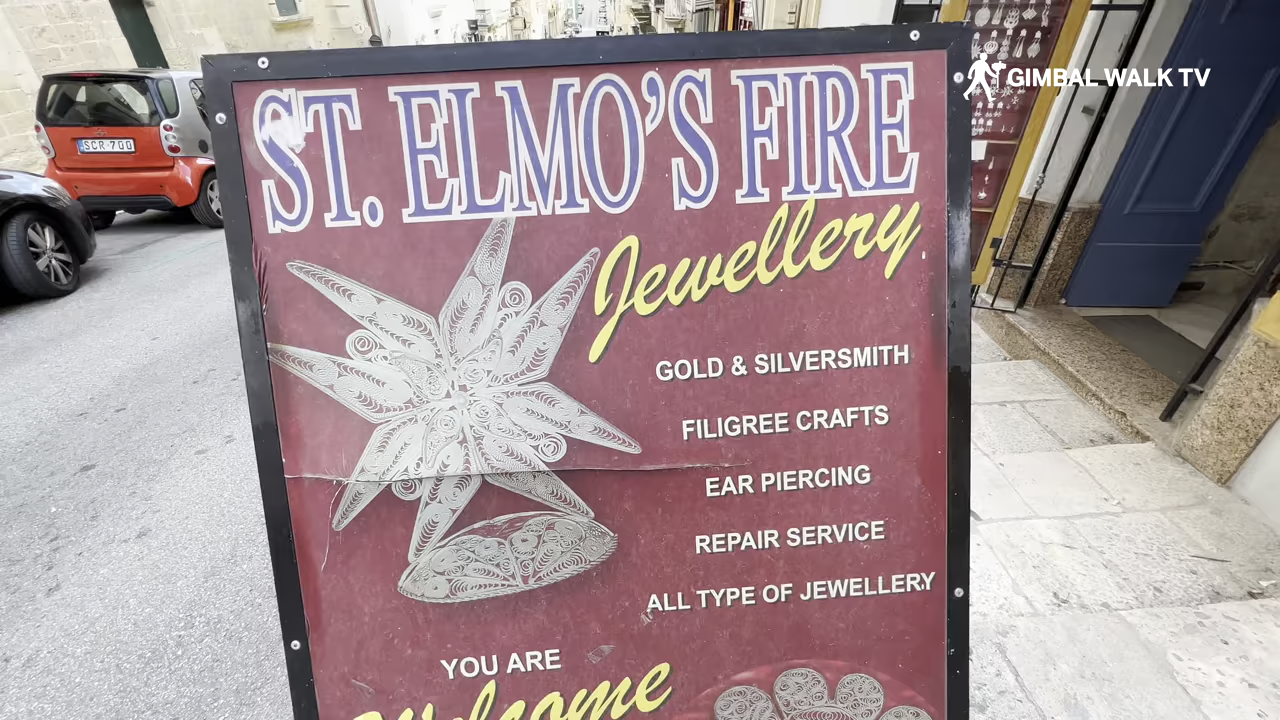 GIMBAL WALK TV
SCR-700
ST. ELMO'S FIRE
Jewellery
GOLD & SILVERSMITH
FILIGREE CRAFTS
EAR PIERCING
REPAIR SERVICE
ALL TYPE OF JEWELLERY
YOU ARE
Welcome